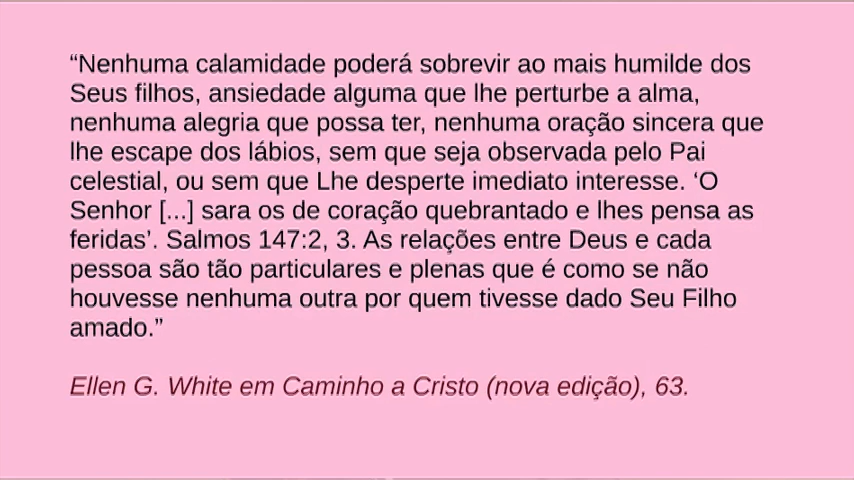 “Nenhuma calamidade poderá sobrevir ao mais humilde dos
Seus filhos, ansiedade alguma que lhe perturbe a alma,
nenhuma alegria que possa ter, nenhuma oração sincera que
lhe escape dos lábios, sem que seja observada pelo Pai
celestial, ou sem que Lhe desperte imediato interesse. ‘O
Senhor [...] sara os de coração quebrantado e lhes pensa as
feridas’. Salmos 147:2, 3. As relações entre Deus e cada
pessoa são tão particulares e plenas que é como se não
houvesse nenhuma outra por quem tivesse dado Seu Filho
amado.”
Ellen G. White em Caminho a Cristo (nova edição), 63.